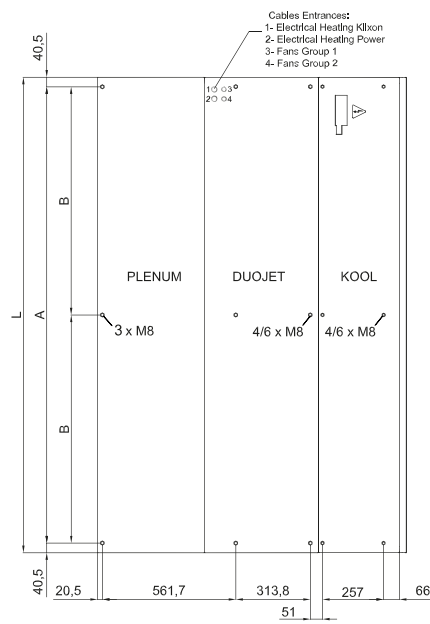 Cables Entrances:
1- Electrical Heating Klixon
2- Electrical Heating Power
3- Fans Group 1
4- Fans Group 2
40,5
1 3
2 4
B
PLENUM DUOJET KOOL
L
A
3 x M8
4/6 x M8
4/6 x M8
B
40,5
20,5
561,7
313,8
51
257
66